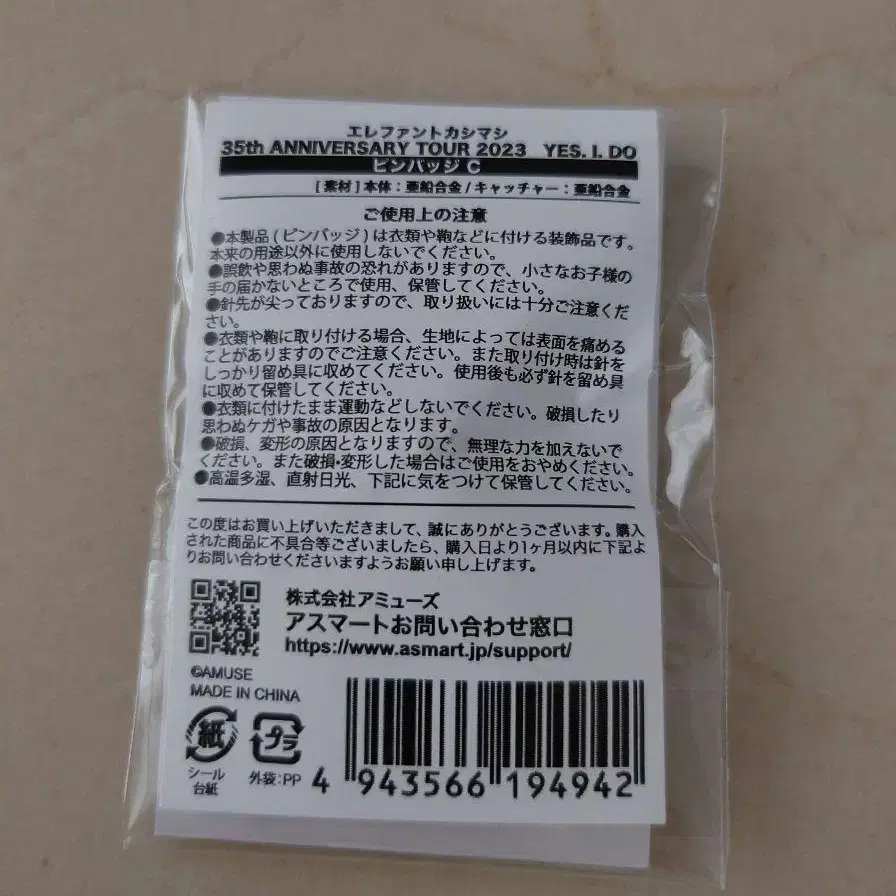 エレファントカシマシ
35th ANNIVERSARY TOUR 2023 YES. I. DO
ピンバッジ C
[ 素材 ] 本体：亜鉛合金 / キャッチャー：亜鉛合金
ご使用上の注意
●本製品 ( ピンバッジ ) は衣類や鞄などに付ける装飾品です。
本来の用途以外に使用しないでください。
●誤飲や思わぬ事故の恐れがありますので、小さなお子様の
手の届かないところで使用、保管してください。
●針先が尖っておりますので、取り扱いには十分ご注意くだ
さい。
●衣類や鞄に取り付ける場合、生地によっては表面を痛める
ことがありますのでご注意ください。また取り付け時は針を
しっかり留め具に収めてください。使用後も必ず針を留め具
に収めて保管してください。
●衣類に付けたまま運動などしないでください。破損したり
思わぬケガや事故の原因となります。
●破損、変形の原因となりますので、無理な力を加えないで
ください。また破損・変形した場合はご使用をおやめください。
●高温多湿、直射日光、下記に気をつけて保管してください。
この度はお買い上げいただきまして、誠にありがとうございます。購入
された商品に不具合等ございましたら、購入日より1ヶ月以内に下記よ
りお問い合わせくださいますようお願い申し上げます。
株式会社アミューズ
アスマートお問い合わせ窓口
https://www.asmart.jp/support/
©AMUSE
MADE IN CHINA
紙
シール
台紙
プラ
外袋：PP
4 943566 194942